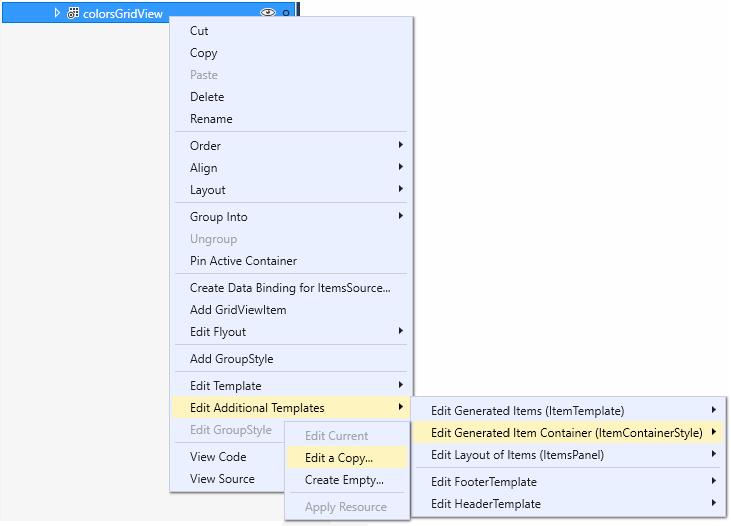 colorsGridView
Cut
Copy
Paste
Delete
Rename
Order
Align
Layout
Group Into
Ungroup
Pin Active Container
Create Data Binding for ItemsSource...
Add GridViewItem
Edit Flyout
Add GroupStyle
Edit Template
Edit Additional Templates
Edit GroupStyle
View Code
View Source
Edit Generated Items (ItemTemplate)
Edit Generated Item Container (ItemContainerStyle)
Edit Layout of Items (ItemsPanel)
Edit FooterTemplate
Edit HeaderTemplate
Edit Current
Edit a Copy...
Create Empty...
Apply Resource